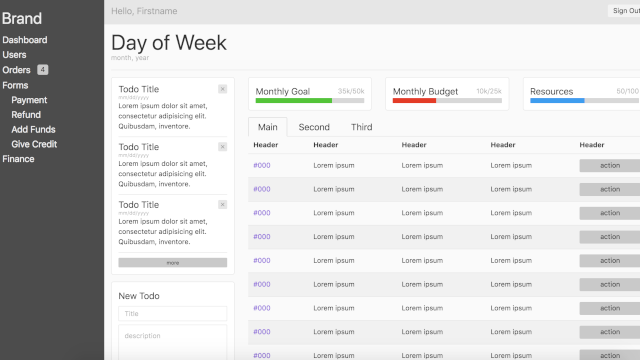 Brand
Dashboard
Users
Orders 4
Forms
Payment
Refund
Add Funds
Give Credit
Finance
Hello, Firstname
Sign Out
Day of Week
month, year
Todo Title ×
mm/dd/yyyy
Lorem ipsum dolor sit amet,
consectetur adipisicing elit.
Quibusdam, inventore.
Todo Title ×
mm/dd/yyyy
Lorem ipsum dolor sit amet,
consectetur adipisicing elit.
Quibusdam, inventore.
Todo Title ×
mm/dd/yyyy
Lorem ipsum dolor sit amet,
consectetur adipisicing elit.
Quibusdam, inventore.
more
New Todo
Title
description
Monthly Goal 35k/50k
Monthly Budget 10k/25k
Resources 50/100
Main Second Third
Header Header Header Header Header
#000 Lorem ipsum Lorem ipsum Lorem ipsum action
#000 Lorem ipsum Lorem ipsum Lorem ipsum action
#000 Lorem ipsum Lorem ipsum Lorem ipsum action
#000 Lorem ipsum Lorem ipsum Lorem ipsum action
#000 Lorem ipsum Lorem ipsum Lorem ipsum action
#000 Lorem ipsum Lorem ipsum Lorem ipsum action
#000 Lorem ipsum Lorem ipsum Lorem ipsum action
#000 Lorem ipsum Lorem ipsum Lorem ipsum action
#000 Lorem ipsum Lorem ipsum Lorem ipsum action